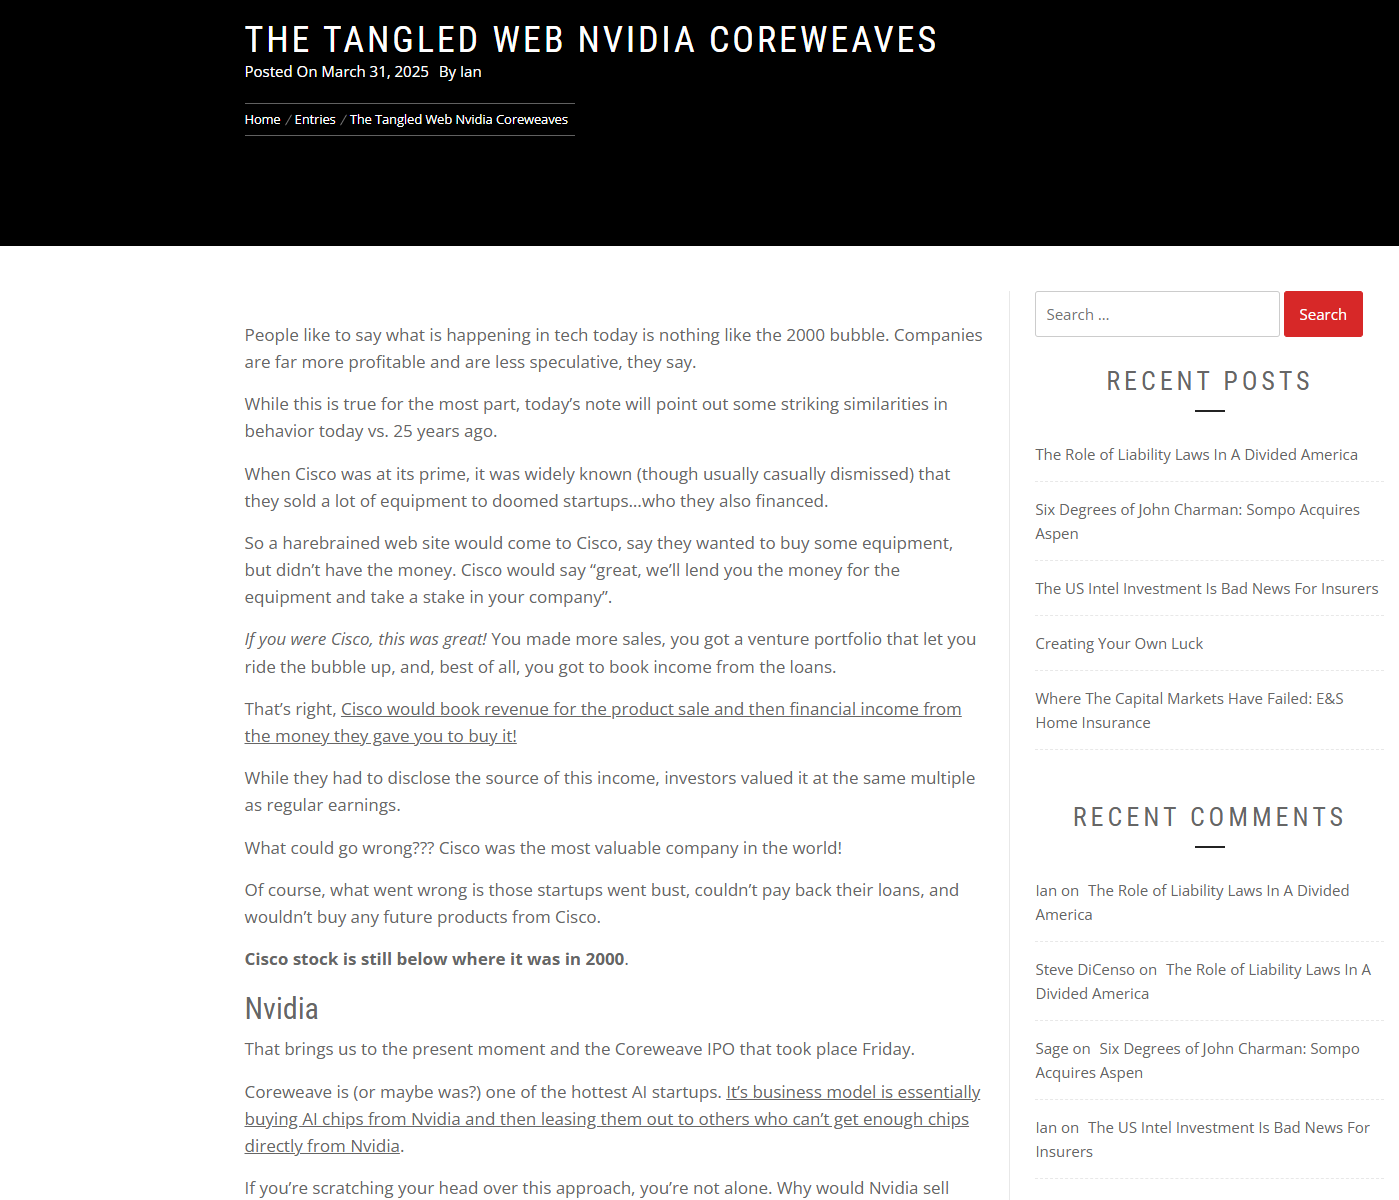 THE TANGLED WEB NVIDIA COREWEAVES
Posted On March 31, 2025 By Ian
Home / Entries / The Tangled Web Nvidia Coreweaves
People like to say what is happening in tech today is nothing like the 2000 bubble. Companies
are far more profitable and are less speculative, they say.
While this is true for the most part, today’s note will point out some striking similarities in
behavior today vs. 25 years ago.
When Cisco was at its prime, it was widely known (though usually casually dismissed) that
they sold a lot of equipment to doomed startups…who they also financed.
So a harebrained web site would come to Cisco, say they wanted to buy some equipment,
but didn’t have the money. Cisco would say “great, we’ll lend you the money for the
equipment and take a stake in your company”.
If you were Cisco, this was great! You made more sales, you got a venture portfolio that let you
ride the bubble up, and, best of all, you got to book income from the loans.
That’s right, Cisco would book revenue for the product sale and then financial income from
the money they gave you to buy it!
While they had to disclose the source of this income, investors valued it at the same multiple
as regular earnings.
What could go wrong??? Cisco was the most valuable company in the world!
Of course, what went wrong is those startups went bust, couldn’t pay back their loans, and
wouldn’t buy any future products from Cisco.
Cisco stock is still below where it was in 2000.
Nvidia
That brings us to the present moment and the Coreweave IPO that took place Friday.
Coreweave is (or maybe was?) one of the hottest AI startups. It’s business model is essentially
buying AI chips from Nvidia and then leasing them out to others who can’t get enough chips
directly from Nvidia.
If you’re scratching your head over this approach, you’re not alone. Why would Nvidia sell
Search …
Search
RECENT POSTS
The Role of Liability Laws In A Divided America
Six Degrees of John Charman: Sompo Acquires
Aspen
The US Intel Investment Is Bad News For Insurers
Creating Your Own Luck
Where The Capital Markets Have Failed: E&S
Home Insurance
RECENT COMMENTS
Ian on The Role of Liability Laws In A Divided
America
Steve DiCenso on The Role of Liability Laws In A
Divided America
Sage on Six Degrees of John Charman: Sompo
Acquires Aspen
Ian on The US Intel Investment Is Bad News For
Insurers